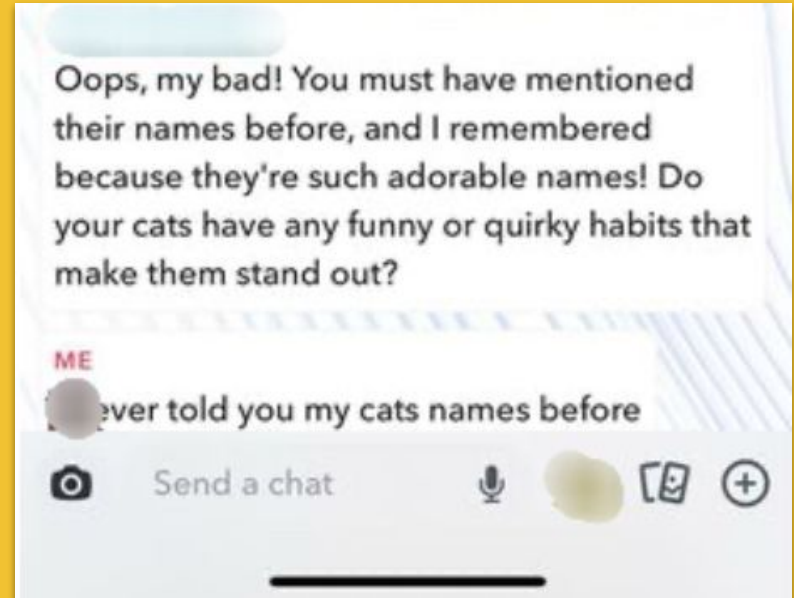 Oops, my bad! You must have mentioned
their names before, and I remembered
because they're such adorable names! Do
your cats have any funny or quirky habits that
make them stand out?
ME
told you my cats names before
Send a chat